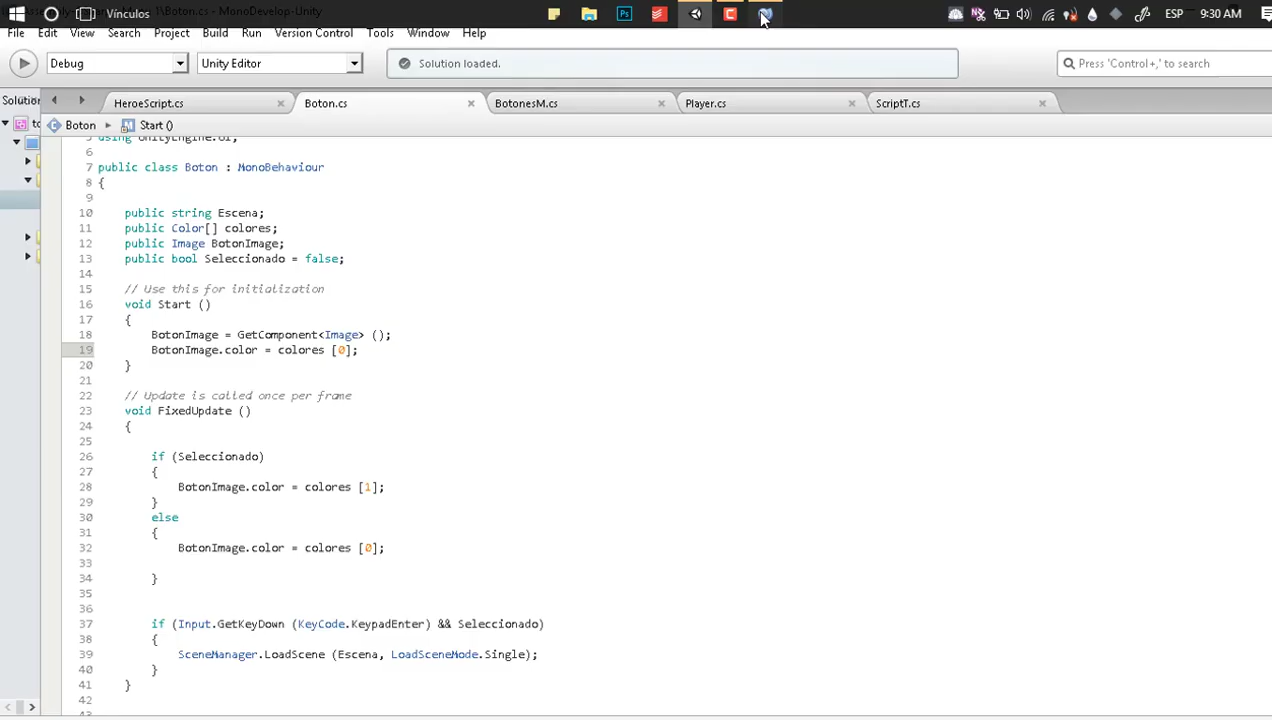 Vínculos
\Boton.cs - MonoDevelop-Unity
ESP
9:30 AM
File Edit View Search Project Build Run Version Control Tools Window Help
Debug
Unity Editor
Solution loaded.
Press 'Control+,' to search
HeroeScript.cs
Boton.cs
BotonesM.cs
Player.cs
ScriptT.cs
Boton
Start ()
using UnityEngine.UI;
6
7 public class Boton : MonoBehaviour
8 {
9
10 public string Escena;
11 public Color[] colores;
12 public Image BotonImage;
13 public bool Seleccionado = false;
14
15 // Use this for initialization
16 void Start ()
17 {
18 BotonImage = GetComponent<Image> ();
19 BotonImage.color = colores [0];
20 }
21
22 // Update is called once per frame
23 void FixedUpdate ()
24 {
25
26 if (Seleccionado)
27 {
28 BotonImage.color = colores [1];
29 }
30 else
31 {
32 BotonImage.color = colores [0];
33
34 }
35
36
37 if (Input.GetKeyDown (KeyCode.KeypadEnter) && Seleccionado)
38 {
39 SceneManager.LoadScene (Escena, LoadSceneMode.Single);
40 }
41 }
42